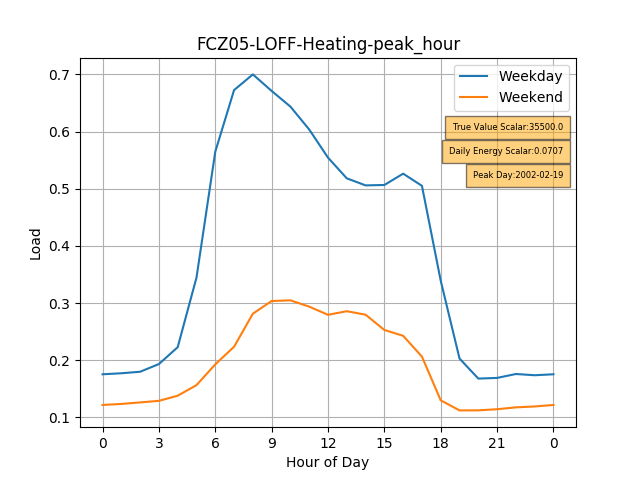 FCZ05-LOFF-Heating-peak_hour
Weekday
Weekend
True Value Scalar:35500.0
Daily Energy Scalar:0.0707
Peak Day:2002-02-19
Load
0.7
0.6
0.5
0.4
0.3
0.2
0.1
0 3 6 9 12 15 18 21 0
Hour of Day